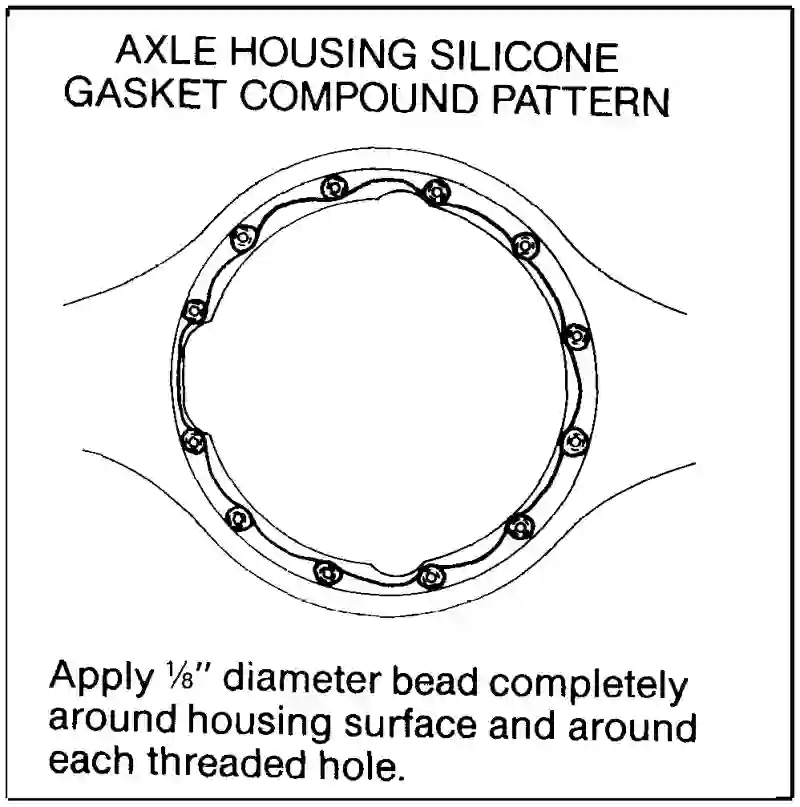 AXLE HOUSING SILICONE
GASKET COMPOUND PATTERN
Apply ⅛" diameter bead completely
around housing surface and around
each threaded hole.